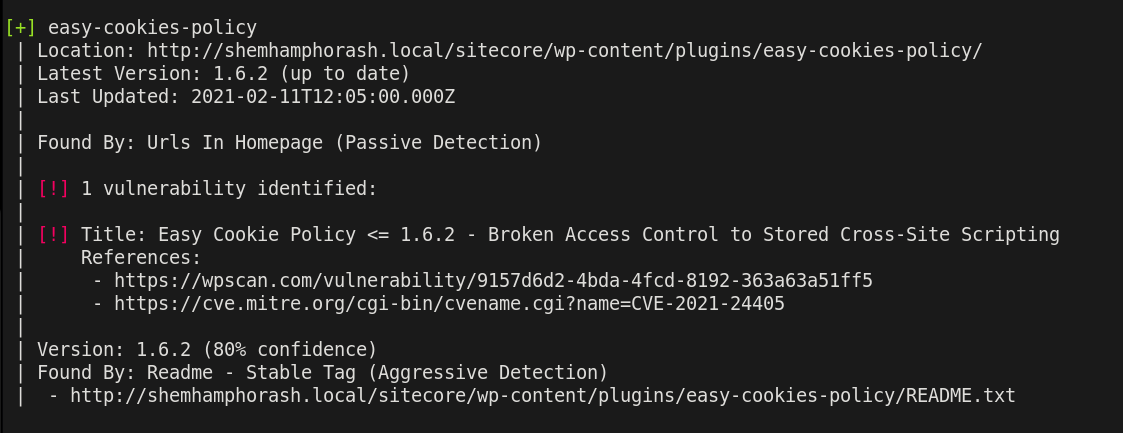 [+] easy-cookies-policy
| Location: http://shemhamphorash.local/sitecore/wp-content/plugins/easy-cookies-policy/
| Latest Version: 1.6.2 (up to date)
| Last Updated: 2021-02-11T12:05:00.000Z
|
| Found By: Urls In Homepage (Passive Detection)
|
| [!] 1 vulnerability identified:
|
| [!] Title: Easy Cookie Policy <= 1.6.2 - Broken Access Control to Stored Cross-Site Scripting
|     References:
|      - https://wpscan.com/vulnerability/9157d6d2-4bda-4fcd-8192-363a63a51ff5
|      - https://cve.mitre.org/cgi-bin/cvename.cgi?name=CVE-2021-24405
|
| Version: 1.6.2 (80% confidence)
| Found By: Readme - Stable Tag (Aggressive Detection)
|  - http://shemhamphorash.local/sitecore/wp-content/plugins/easy-cookies-policy/README.txt